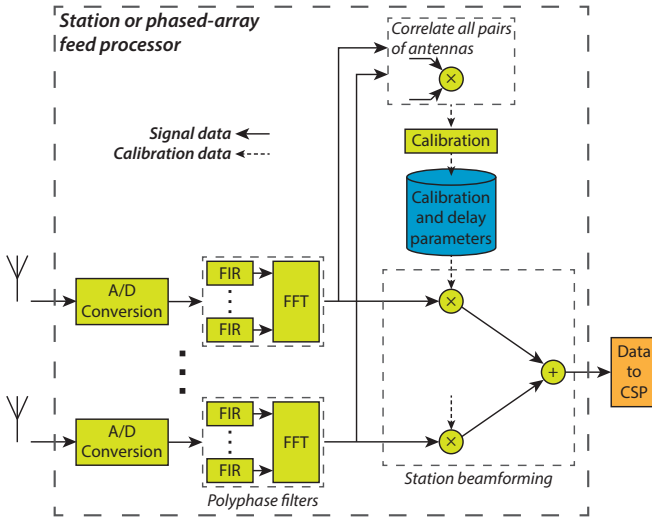 Station or phased-array
feed processor
Correlate all pairs
of antennas
×
Signal data
Calibration data
Calibration
Calibration
and delay
parameters
A/D
Conversion
FIR
FIR
FFT
×
A/D
Conversion
FIR
FIR
FFT
×
+
Data
to
CSP
Polyphase filters
Station beamforming